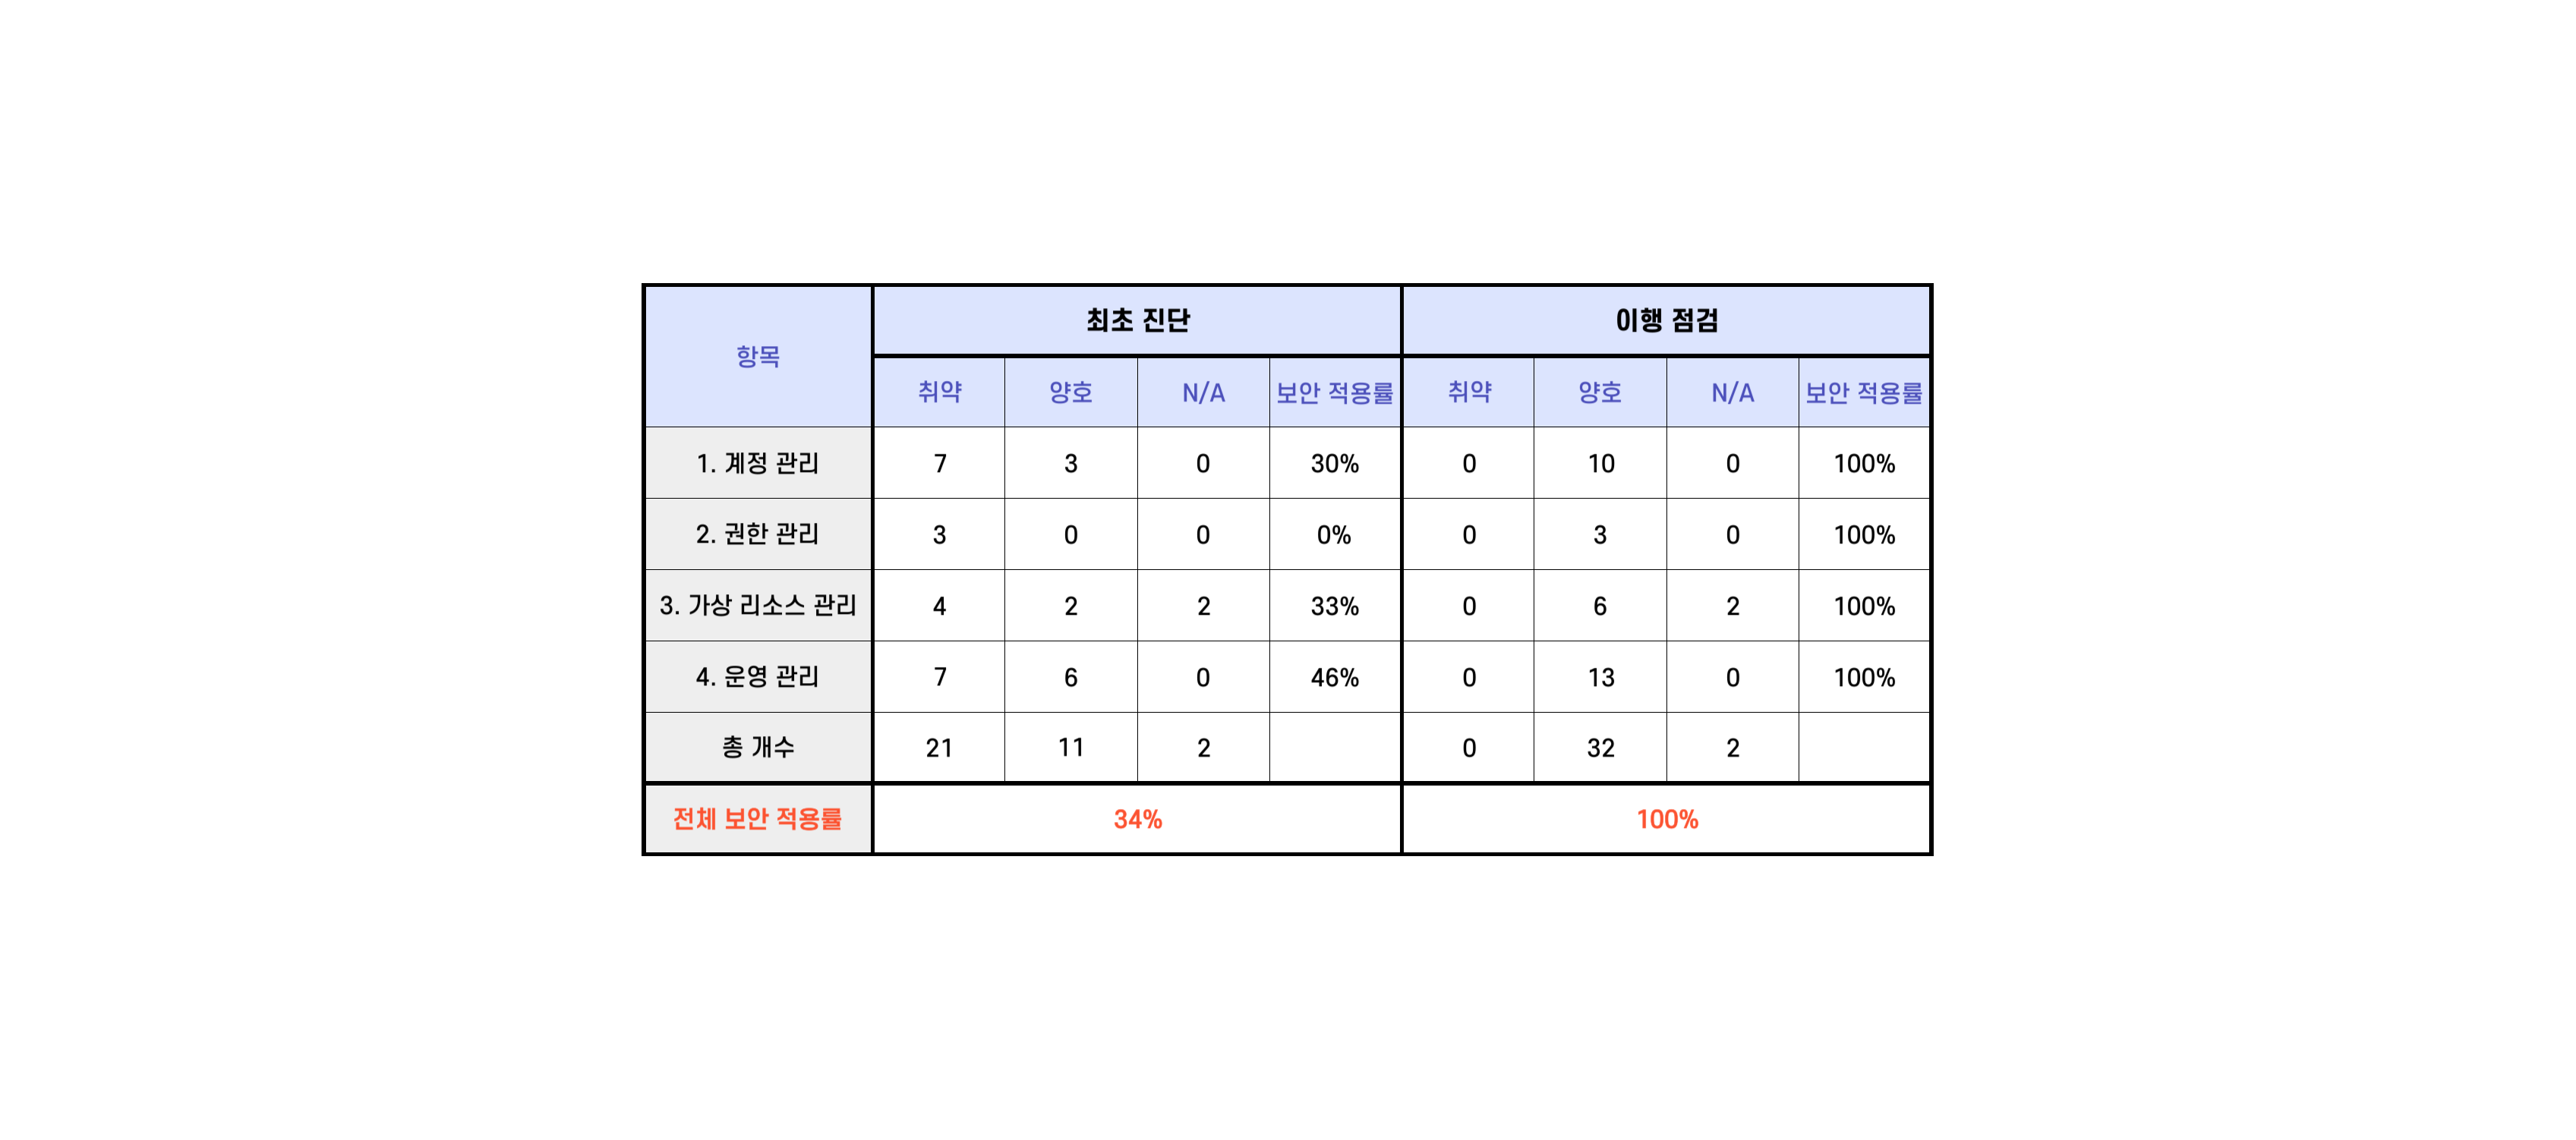 항목 최초 진단 이행 점검
취약 양호 N/A 보안 적용률 취약 양호 N/A 보안 적용률
1. 계정 관리 7 3 0 30% 0 10 0 100%
2. 권한 관리 3 0 0 0% 0 3 0 100%
3. 가상 리소스 관리 4 2 2 33% 0 6 2 100%
4. 운영 관리 7 6 0 46% 0 13 0 100%
총 개수 21 11 2 0 32 2
전체 보안 적용률 34% 100%